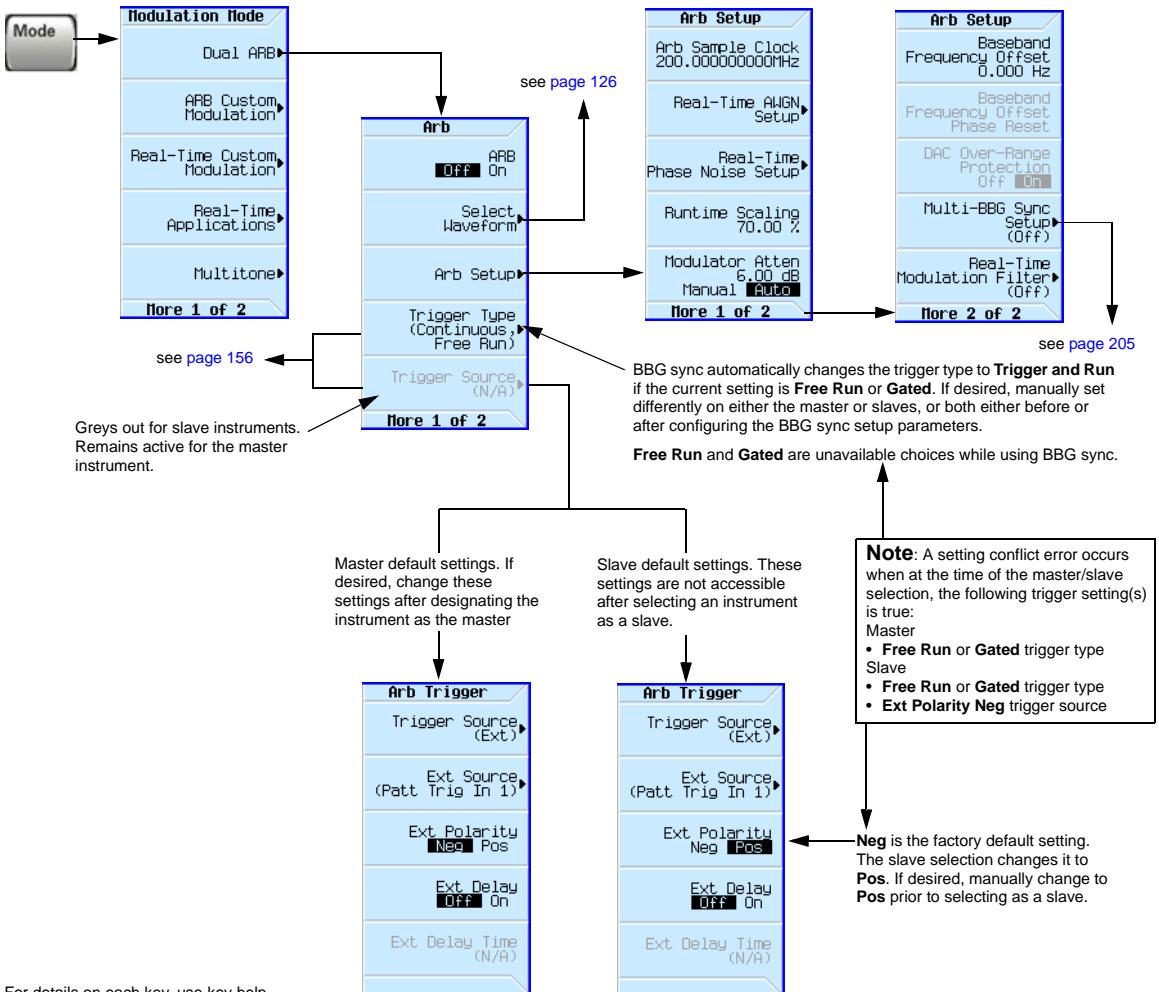 Mode
Modulation Mode
Dual ARB
ARB Custom
Modulation
Real-Time Custom
Modulation
Real-Time
Applications
Multitone
More 1 of 2
see page 126
Arb
ARB
Off On
Select
Waveform
Arb Setup
Trigger Type
(Continuous,
Free Run)
Trigger Source
(N/A)
More 1 of 2
Arb Setup
Arb Sample Clock
200.000000000MHz
Real-Time AWGN
Setup
Real-Time
Phase Noise Setup
Runtime Scaling
70.00 %
Modulator Atten
6.00 dB
Manual Auto
More 1 of 2
Arb Setup
Baseband
Frequency Offset
0.000 Hz
Baseband
Frequency Offset
Phase Reset
DAC Over-Range
Protection
Off On
Multi-BBG Sync
Setup
(Off)
Real-Time
Modulation Filter
(Off)
More 2 of 2
see page 205
see page 156
Greys out for slave instruments.
Remains active for the master
instrument.
BBG sync automatically changes the trigger type to Trigger and Run
if the current setting is Free Run or Gated. If desired, manually set
differently on either the master or slaves, or both either before or
after configuring the BBG sync setup parameters.
Free Run and Gated are unavailable choices while using BBG sync.
Master default settings. If
desired, change these
settings after designating the
instrument as the master
Slave default settings. These
settings are not accessible
after selecting an instrument
as a slave.
Note: A setting conflict error occurs
when at the time of the master/slave
selection, the following trigger setting(s)
is true:
Master
• Free Run or Gated trigger type
Slave
• Free Run or Gated trigger type
• Ext Polarity Neg trigger source
Arb Trigger
Trigger Source
(Ext)
Ext Source
(Patt Trig In 1)
Ext Polarity
Neg Pos
Ext Delay
Off On
Ext Delay Time
(N/A)
Arb Trigger
Trigger Source
(Ext)
Ext Source
(Patt Trig In 1)
Ext Polarity
Neg Pos
Ext Delay
Off On
Ext Delay Time
(N/A)
Neg is the factory default setting.
The slave selection changes it to
Pos. If desired, manually change to
Pos prior to selecting as a slave.
For details on each key, use key help